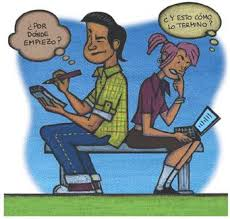 ¿POR
DÓNDE
EMPIEZO?
¿Y ESTO CÓMO
LO TERMINO?